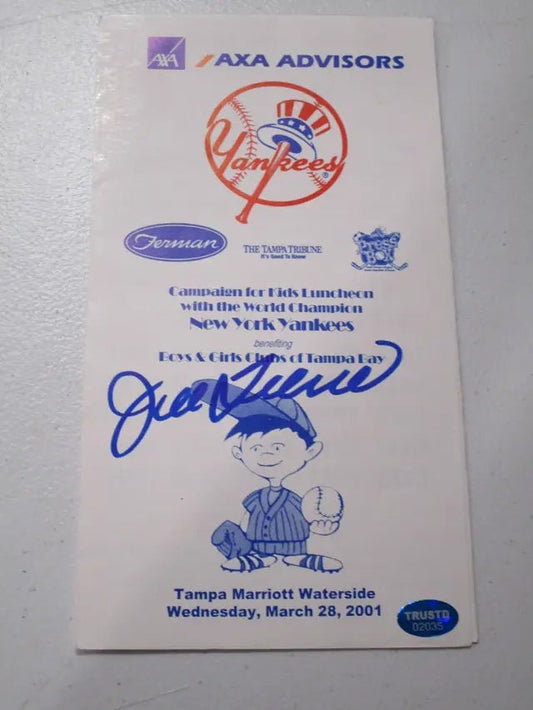 AXA
AXA ADVISORS
Yankees®
Ferman
THE TAMPA TRIBUNE
It's Good To Know
Press
Box
Campaign for Kids Luncheon
with the World Champion
New York Yankees
benefiting
Boys & Girls Clubs of Tampa Bay
Tampa Marriott Waterside
Wednesday, March 28, 2001
TRUSTD
02035